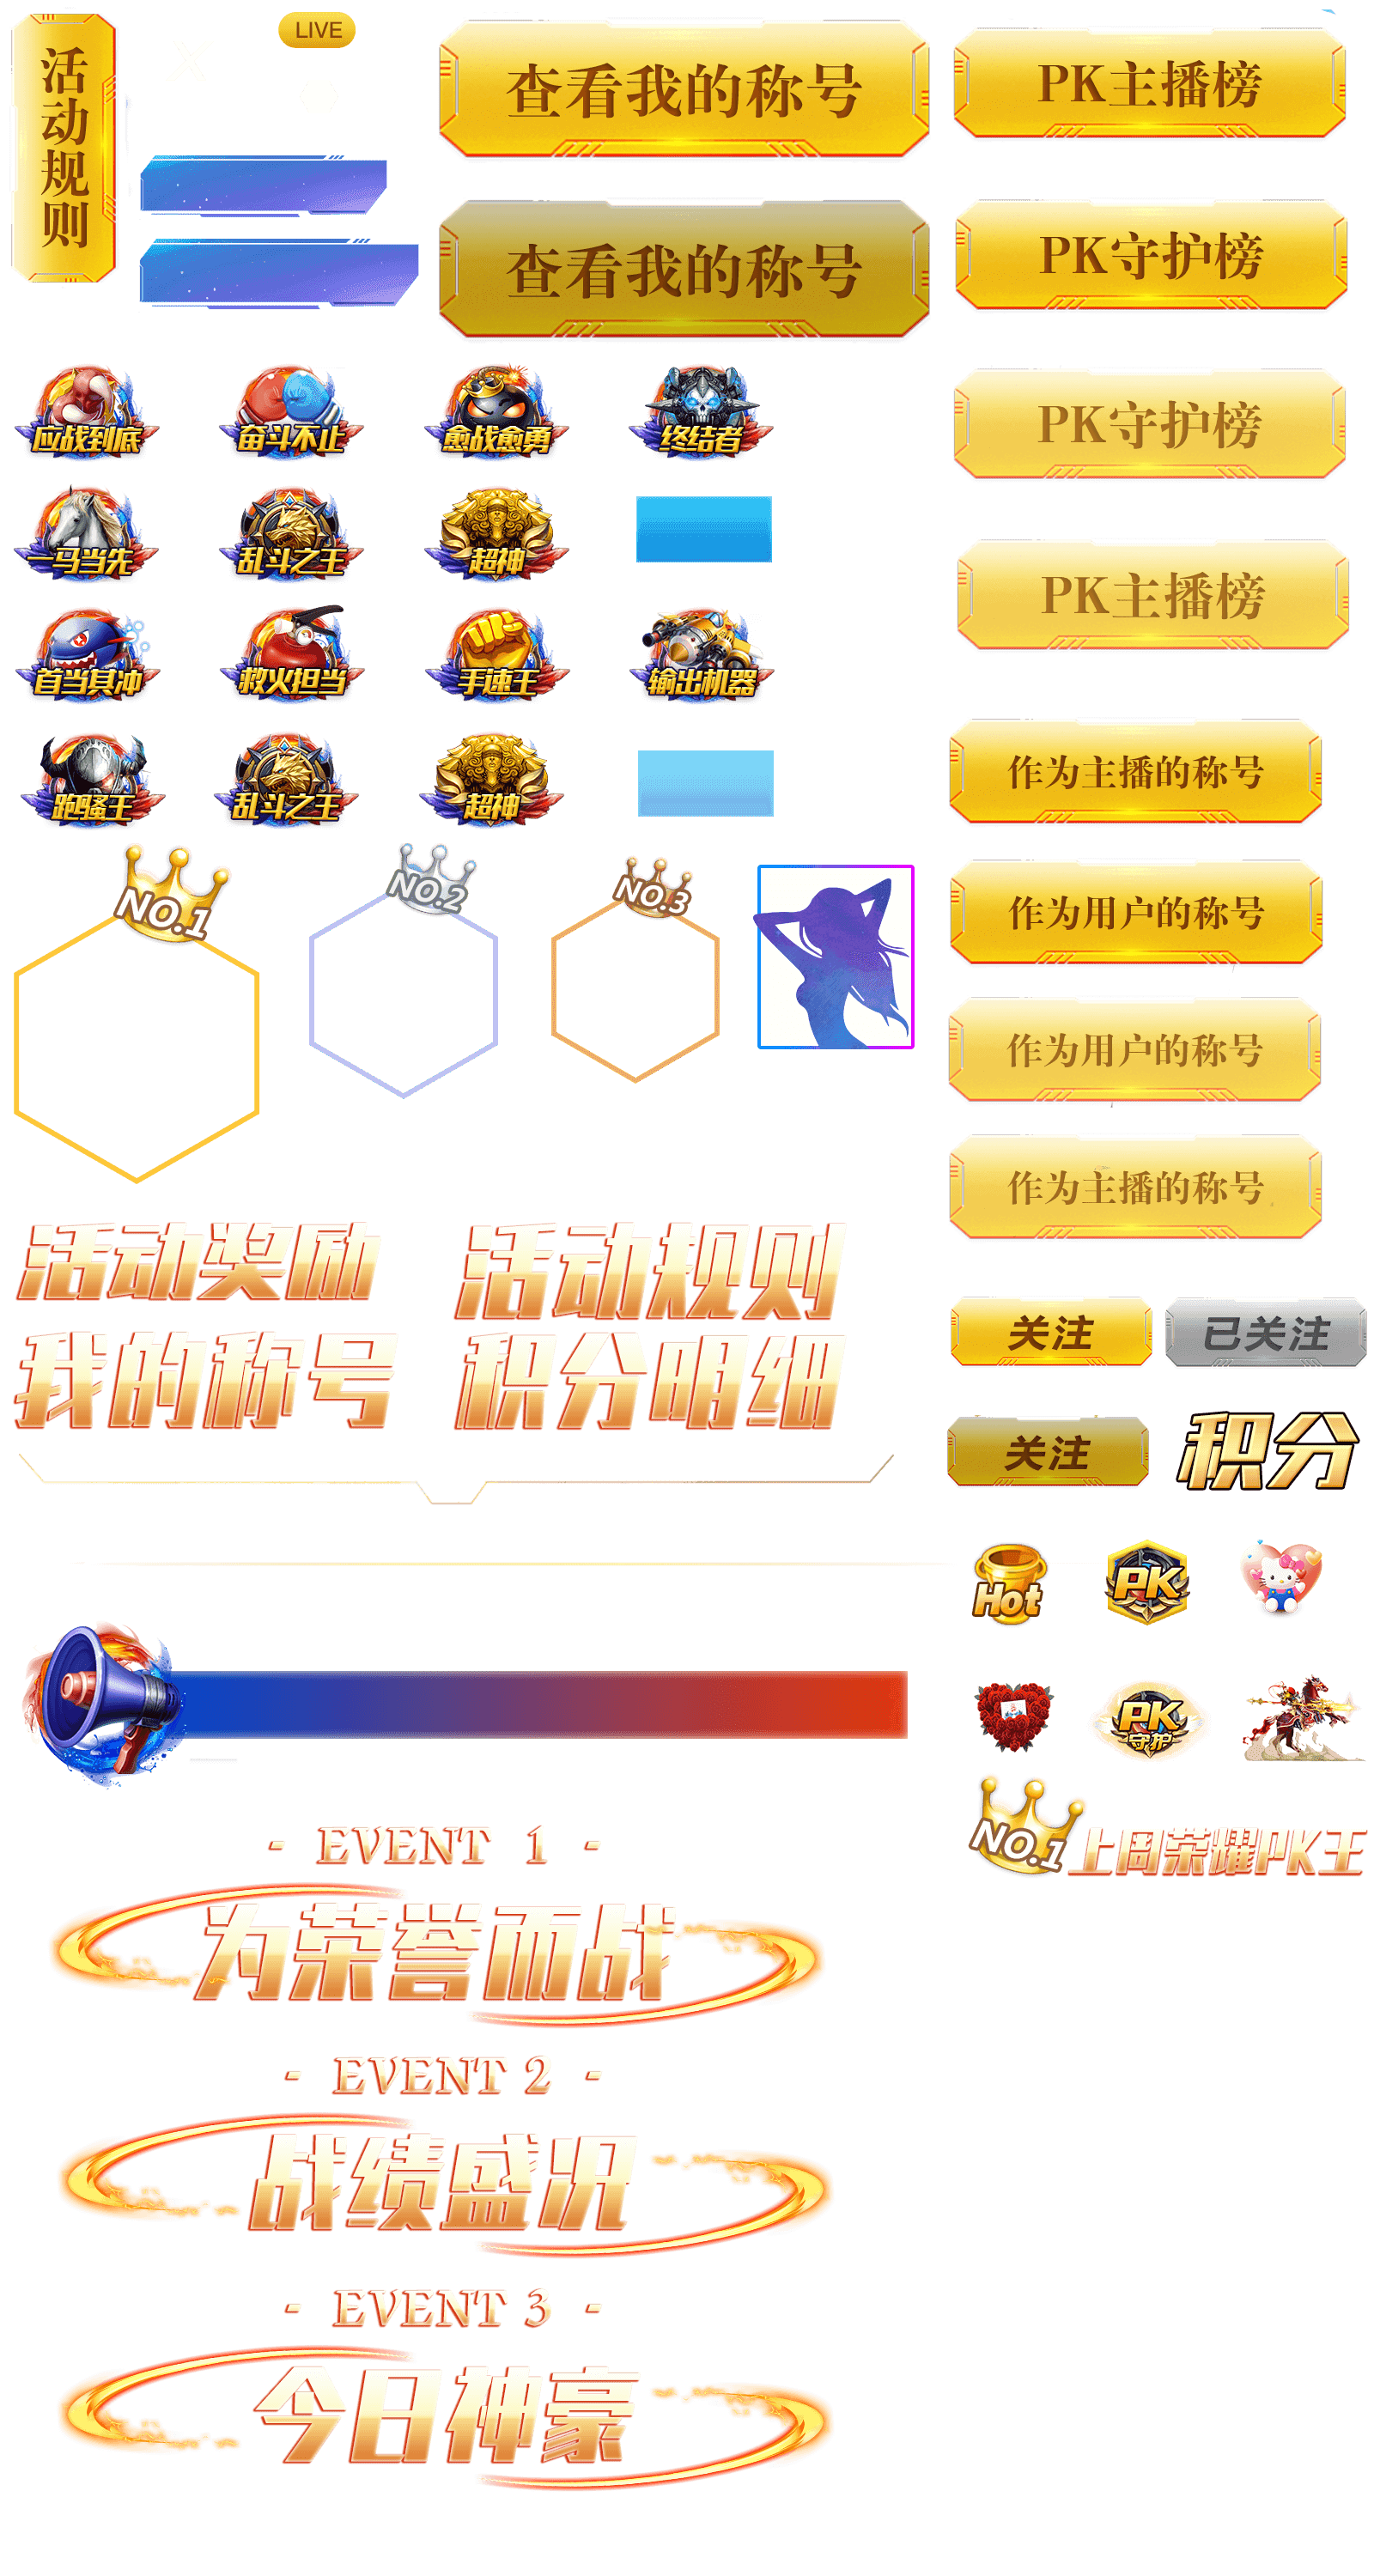 活动规则
LIVE
查看我的称号
PK主播榜
查看我的称号
PK守护榜
应战到底
奋斗不止
愈战愈勇
终结者
PK守护榜
一马当先
乱斗之王
超神
PK主播榜
首当其冲
救火担当
手速王
输出机器
跑骚王
乱斗之王
超神
作为主播的称号
NO.1
NO.2
NO.3
作为用户的称号
作为用户的称号
作为主播的称号
活动奖励
活动规则
我的称号
积分明细
关注
已关注
关注
积分
Hot
PK
PK
守护
NO.1
上周荣耀PK王
- EVENT 1 -
为荣誉而战
- EVENT 2 -
战绩盛况
- EVENT 3 -
今日神豪